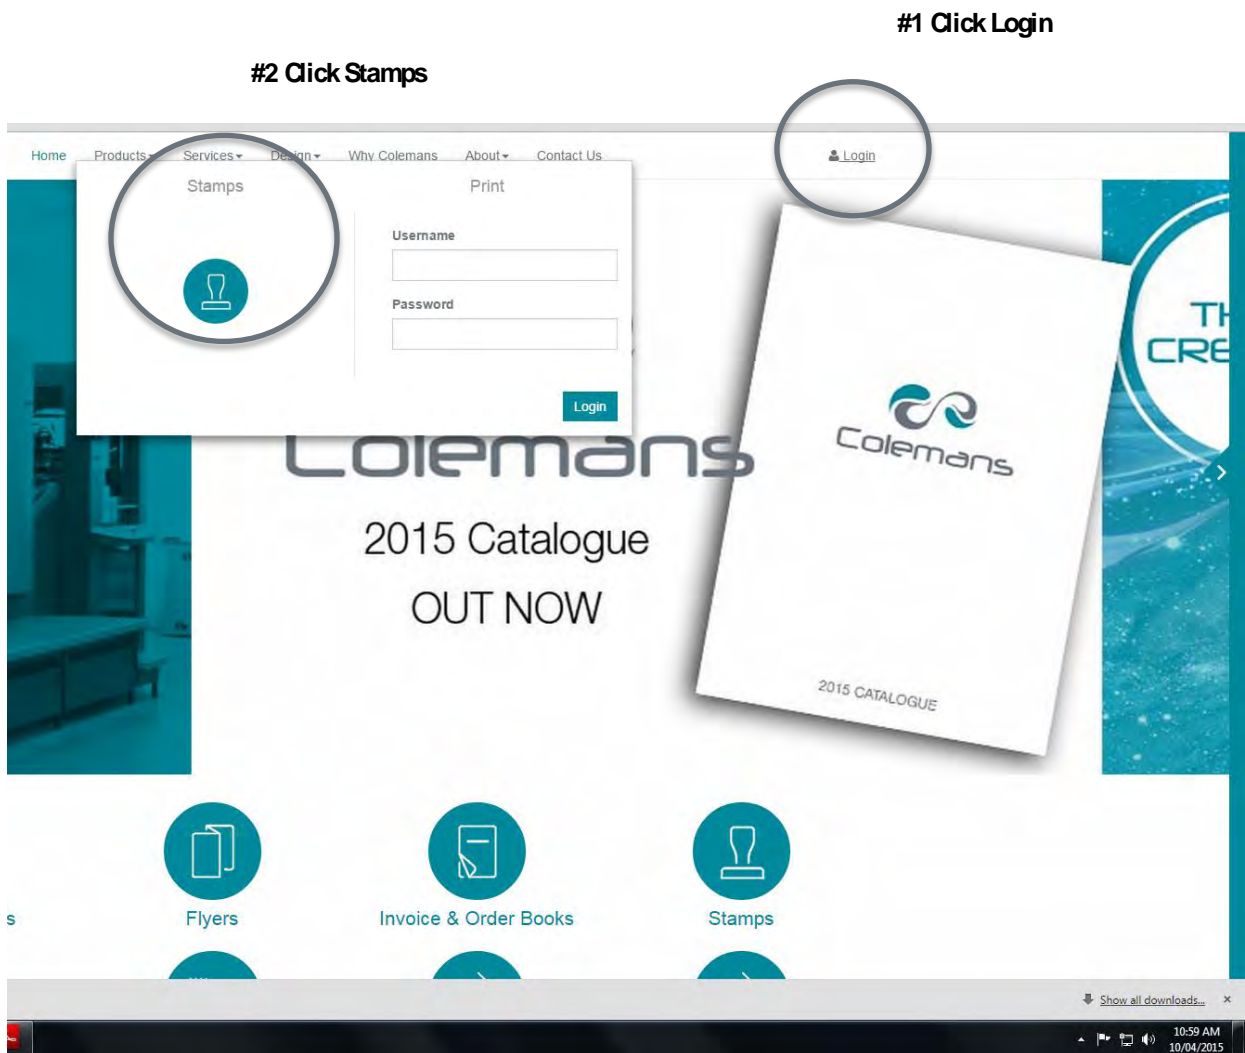 #1 Click Login
#2 Click Stamps
Home Products Services Design Why Colemans About Contact Us Login
Stamps Print
Username
Password
Login
Colemans
2015 Catalogue
OUT NOW
Colemans
2015 CATALOGUE
Flyers Invoice & Order Books Stamps
Show all downloads...
10:59 AM
10/04/2015